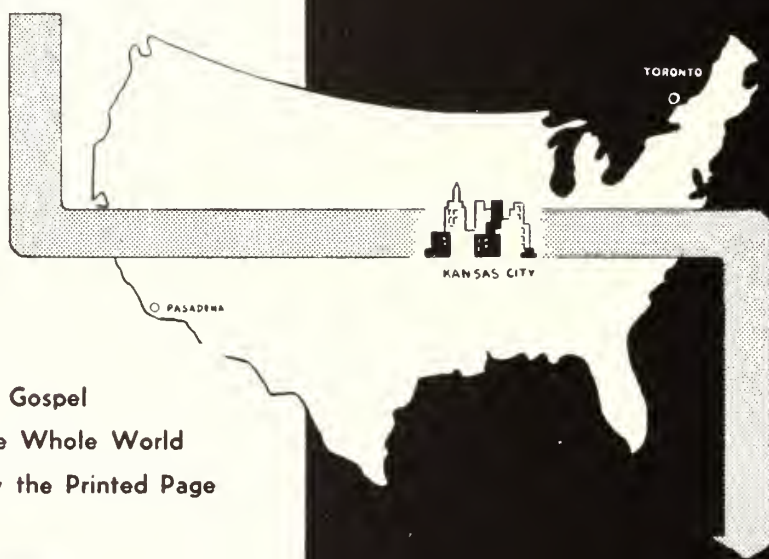 TORONTO
KANSAS CITY
PASADENA
Gospel
e Whole World
the Printed Page